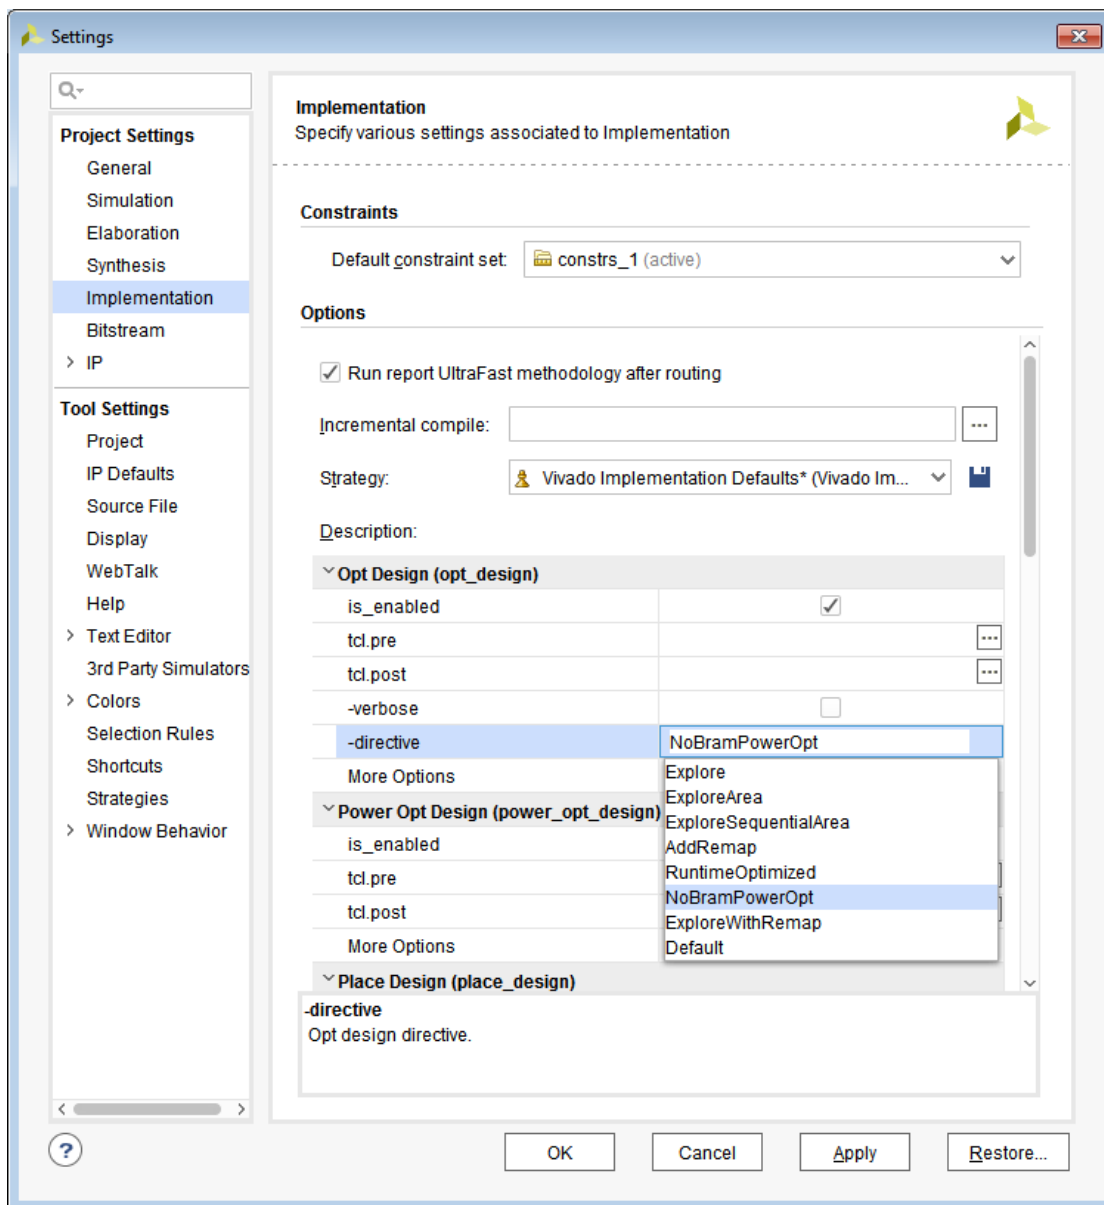 Settings
Project Settings
General
Simulation
Elaboration
Synthesis
Implementation
Bitstream
IP
Tool Settings
Project
IP Defaults
Source File
Display
WebTalk
Help
Text Editor
3rd Party Simulators
Colors
Selection Rules
Shortcuts
Strategies
Window Behavior
Implementation
Specify various settings associated to Implementation
Constraints
Default constraint set: constrs_1 (active)
Options
Run report UltraFast methodology after routing
Incremental compile: ...
Strategy: Vivado Implementation Defaults* (Vivado Im...
Description:
Opt Design (opt_design)
is_enabled
tcl.pre ...
tcl.post ...
-verbose
-directive NoBramPowerOpt
More Options
Explore
ExploreArea
ExploreSequentialArea
AddRemap
RuntimeOptimized
NoBramPowerOpt
ExploreWithRemap
Default
Power Opt Design (power_opt_design)
is_enabled
tcl.pre
tcl.post
More Options
Place Design (place_design)
-directive
Opt design directive.
? OK Cancel Apply Restore...